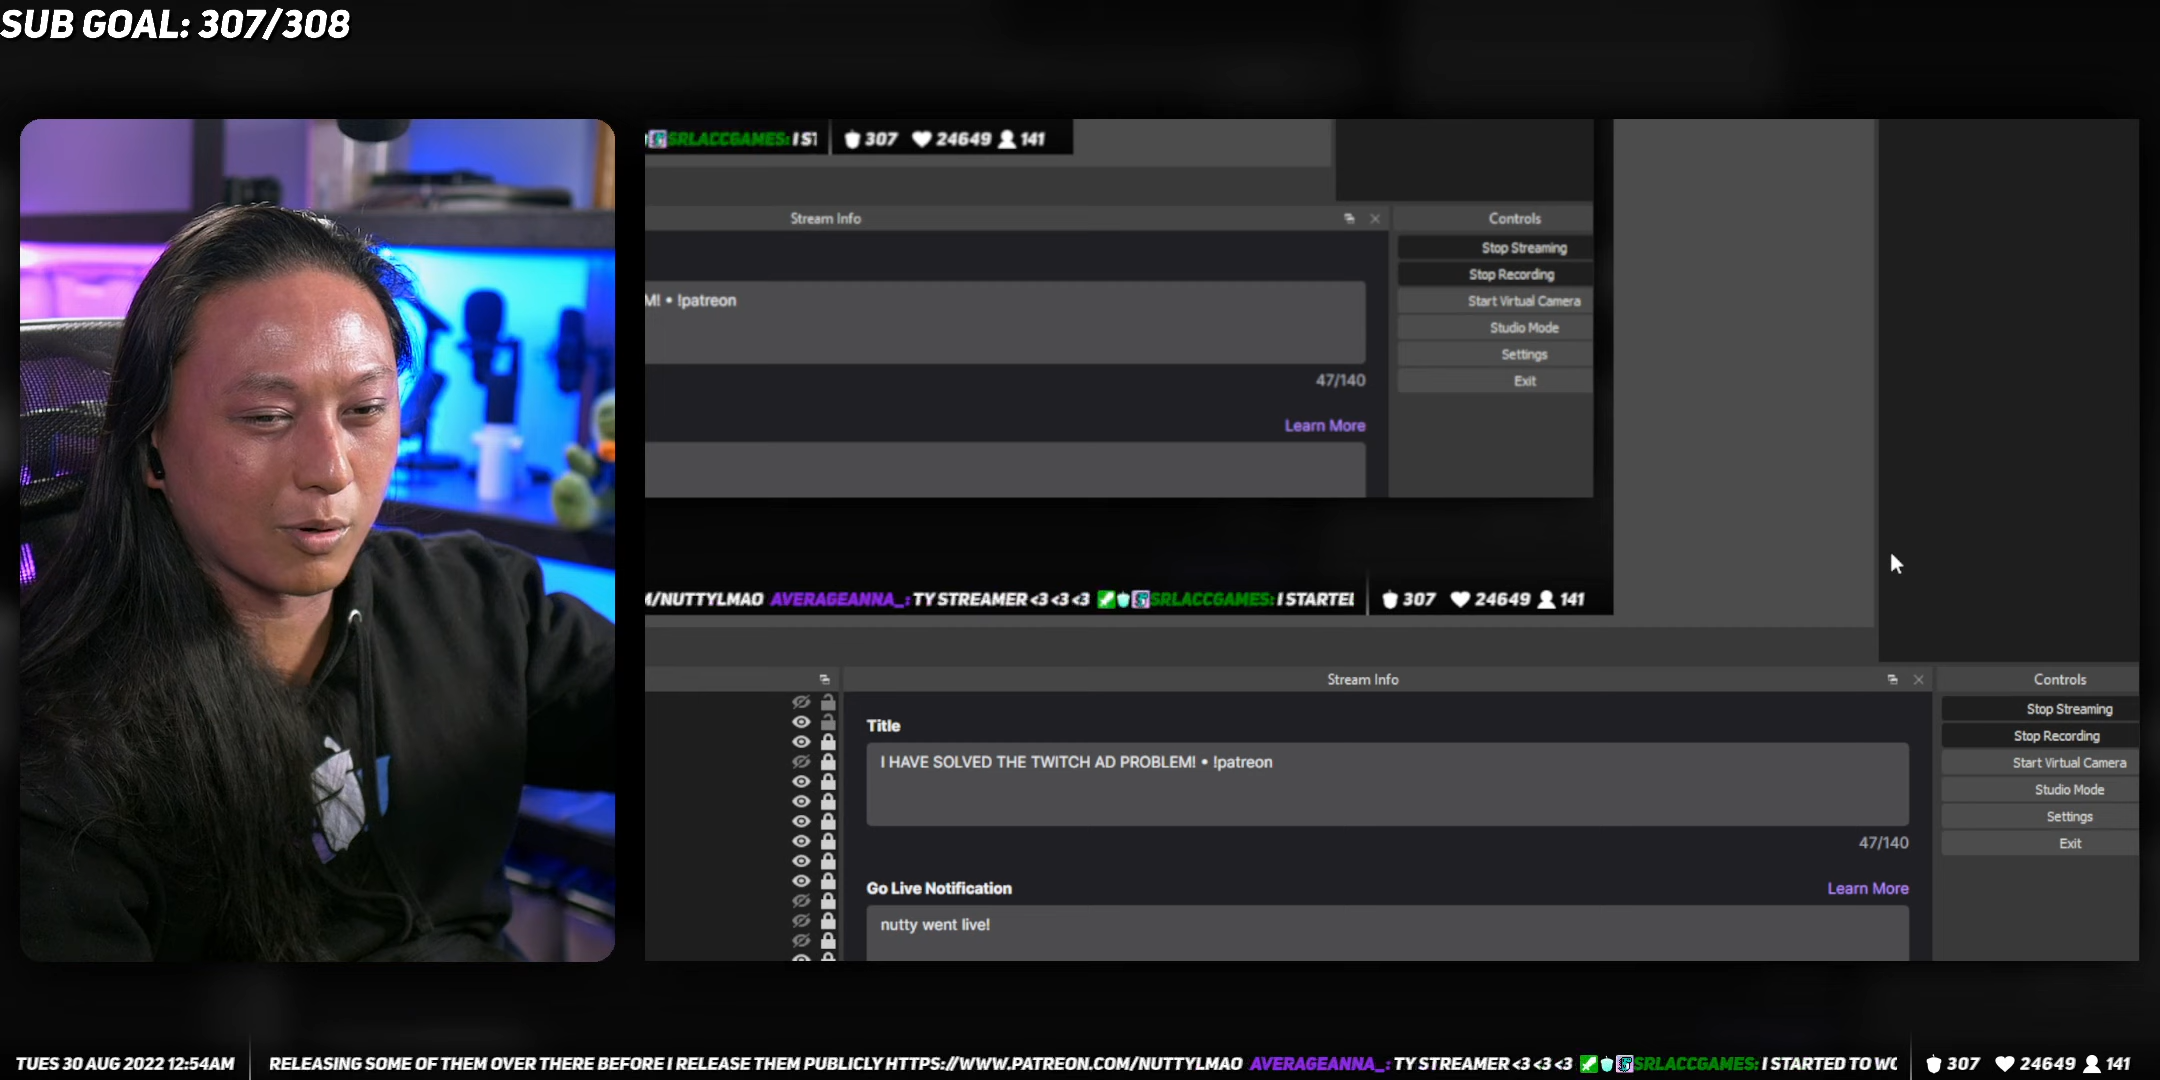 SUB GOAL: 307/308
SRLACCGAMES: I ST
307 24649 141
Stream Info
Controls
Stop Streaming
Stop Recording
M! • !patreon
Start Virtual Camera
Studio Mode
Settings
47/140
Exit
Learn More
M/NUTTYLMAO AVERAGEANNA_: TY STREAMER <3 <3 <3 SRLACCGAMES: I STARTE 307 24649 141
Stream Info
Controls
Title
Stop Streaming
Stop Recording
I HAVE SOLVED THE TWITCH AD PROBLEM! • !patreon
Start Virtual Camera
Studio Mode
Settings
47/140
Exit
Go Live Notification
Learn More
nutty went live!
TUES 30 AUG 2022 12:54AM
RELEASING SOME OF THEM OVER THERE BEFORE I RELEASE THEM PUBLICLY HTTPS://WWW.PATREON.COM/NUTTYLMAO AVERAGEANNA_: TY STREAMER <3 <3 <3 SRLACCGAMES: I STARTED TO WO
307 24649 141